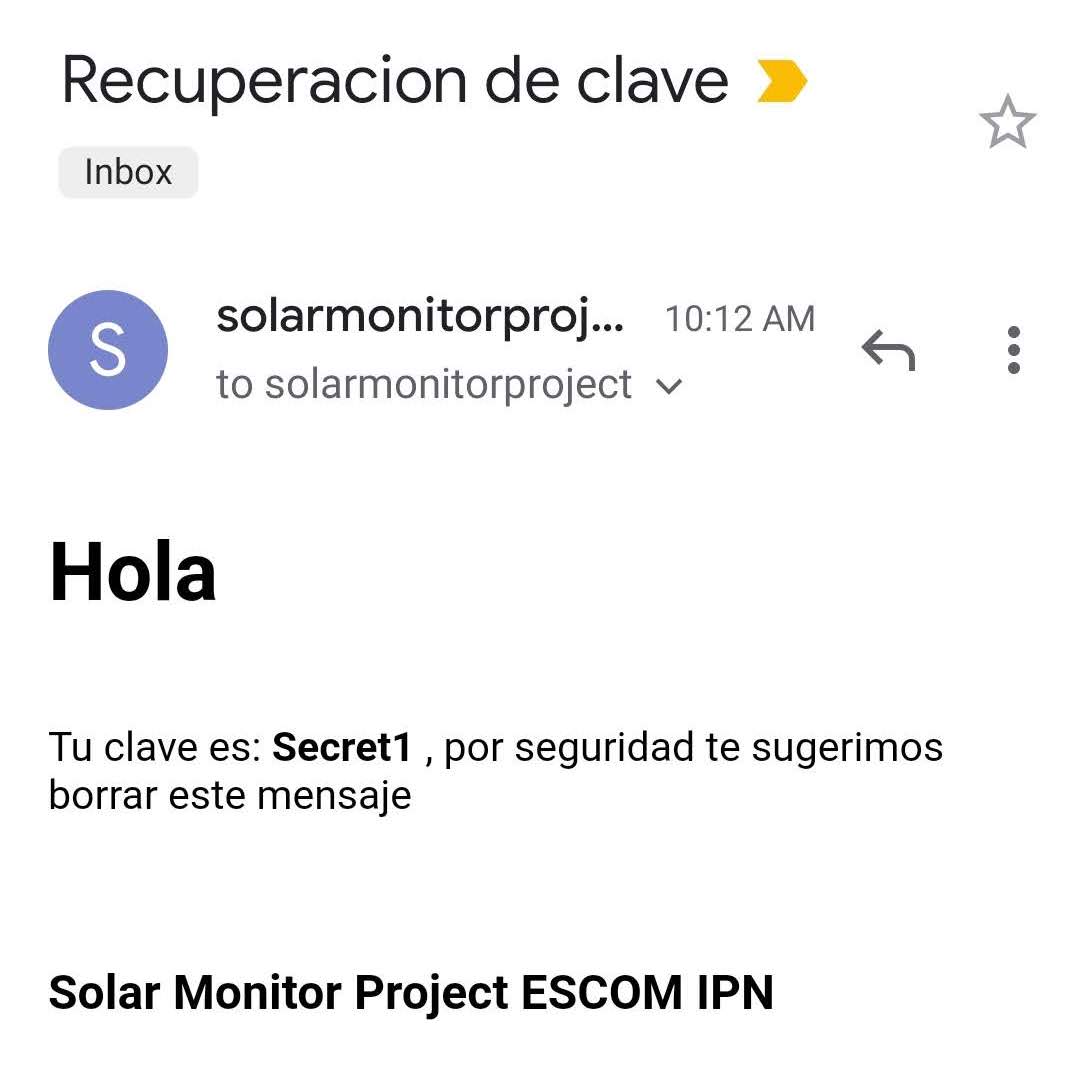 Recuperacion de clave
Inbox
S
solarmonitorproj... 10:12 AM
to solarmonitorproject
Hola
Tu clave es: Secret1 , por seguridad te sugerimos
borrar este mensaje
Solar Monitor Project ESCOM IPN